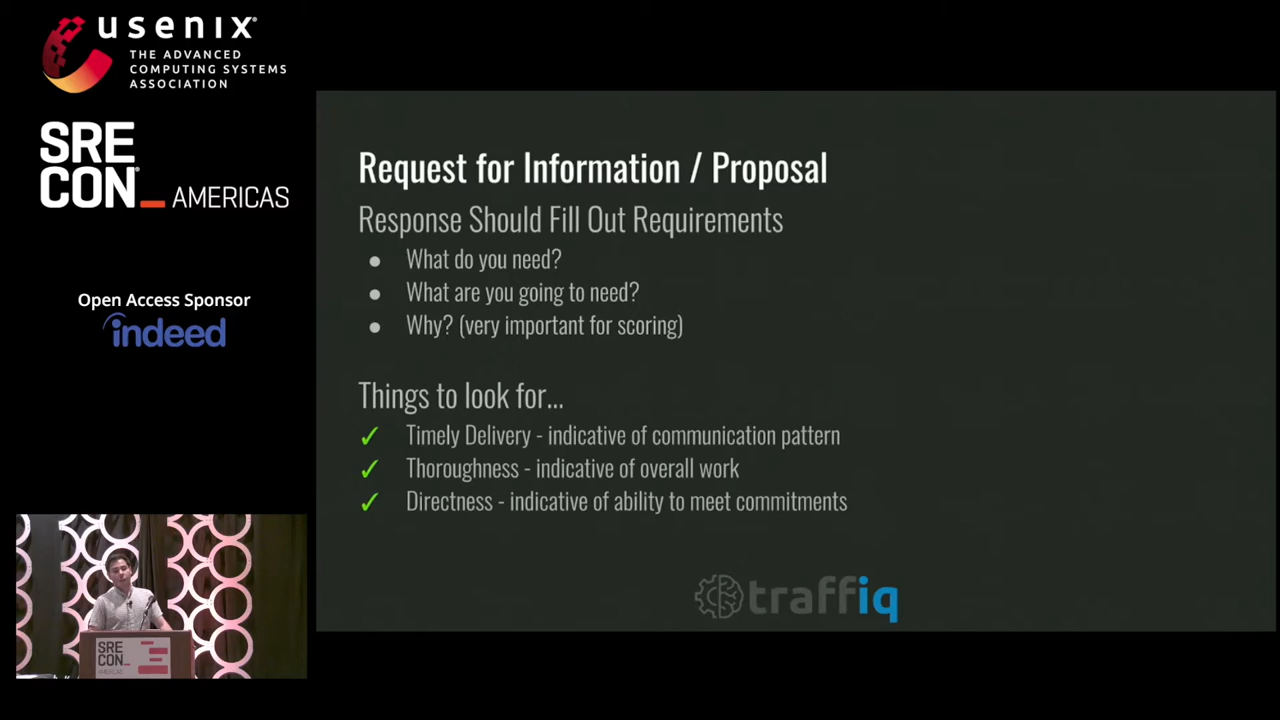 usenix
THE ADVANCED
COMPUTING SYSTEMS
ASSOCIATION
SRE
CON
AMERICAS
Open Access Sponsor
indeed
Request for Information / Proposal
Response Should Fill Out Requirements
What do you need?
What are you going to need?
Why? (very important for scoring)
Things to look for...
✓ Timely Delivery - indicative of communication pattern
✓ Thoroughness - indicative of overall work
✓ Directness - indicative of ability to meet commitments
traffiq
SRE
CON
AMERICAS